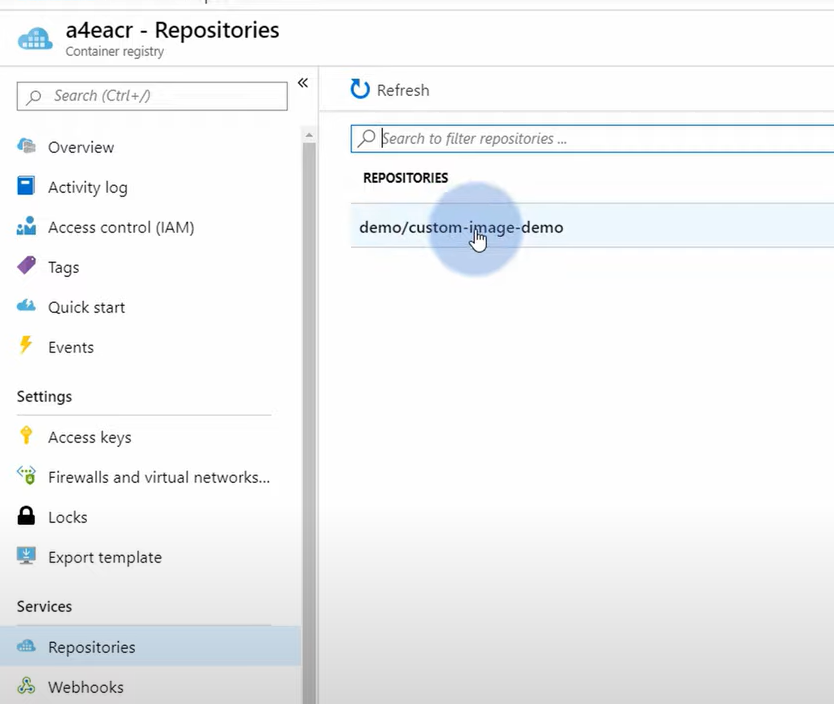 a4eacr - Repositories
Container registry
Search (Ctrl+/)
«
Overview
Activity log
Access control (IAM)
Tags
Quick start
Events
Settings
Access keys
Firewalls and virtual networks...
Locks
Export template
Services
Repositories
Webhooks
Refresh
Search to filter repositories ...
REPOSITORIES
demo/custom-image-demo